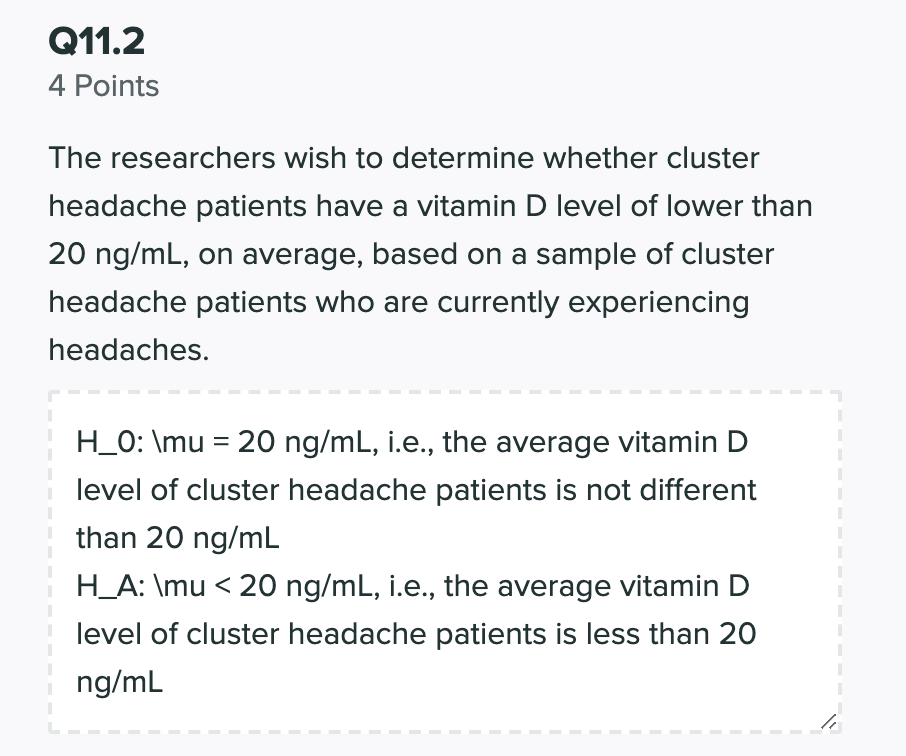 Q11.2
4 Points
The researchers wish to determine whether cluster
headache patients have a vitamin D level of lower than
20 ng/mL, on average, based on a sample of cluster
headache patients who are currently experiencing
headaches.
H_0: \mu = 20 ng/mL, i.e., the average vitamin D
level of cluster headache patients is not different
than 20 ng/mL
H_A: \mu < 20 ng/mL, i.e., the average vitamin D
level of cluster headache patients is less than 20
ng/mL